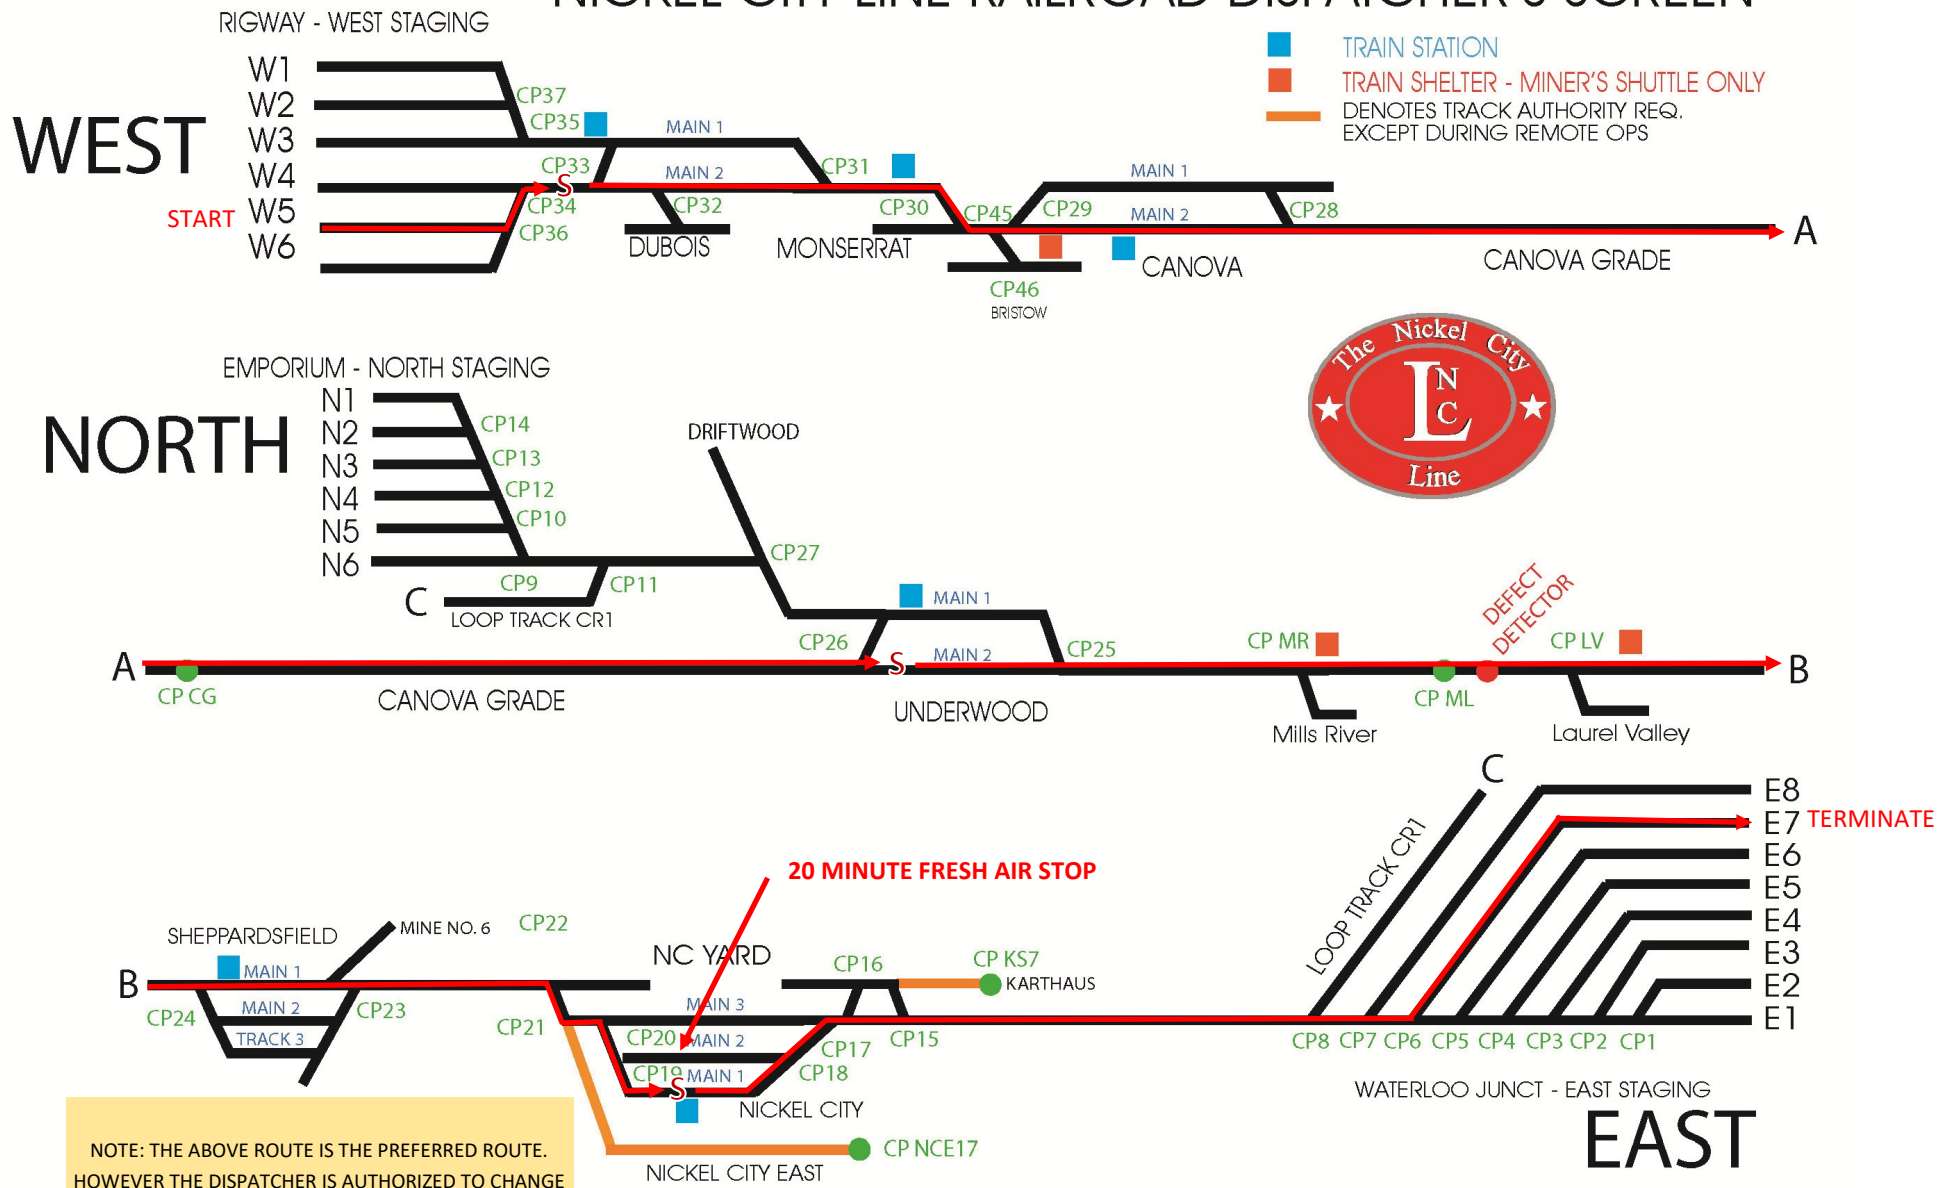 NICKEL CITY LINE RAILROAD DISPATCHER'S SCREEN
RIGWAY - WEST STAGING
TRAIN STATION
TRAIN SHELTER - MINER'S SHUTTLE ONLY
DENOTES TRACK AUTHORITY REQ.
EXCEPT DURING REMOTE OPS
WEST
W1
W2
W3
W4
START W5
W6
CP37
CP35
MAIN 1
CP33
MAIN 2
CP31
S
CP34
CP36
CP32
DUBOIS
MONSERRAT
CP30
CP45
CP29
MAIN 1
MAIN 2
CP28
A
CANOVA
CANOVA GRADE
CP46
BRISTOW
The Nickel City
L N C
Line
EMPORIUM - NORTH STAGING
NORTH
N1
N2
N3
N4
N5
N6
CP14
CP13
CP12
CP10
CP9
CP11
C
LOOP TRACK CR1
DRIFTWOOD
CP27
MAIN 1
CP26
S
MAIN 2
CP25
CP MR
DEFECT
DETECTOR
CP LV
A
B
CP CG
CANOVA GRADE
UNDERWOOD
CP ML
Mills River
Laurel Valley
C
LOOP TRACK CR1
E8
E7 TERMINATE
E6
E5
E4
E3
E2
E1
20 MINUTE FRESH AIR STOP
SHEPPARDSFIELD
MINE NO. 6
CP22
NC YARD
CP16
CP KS7
KARTHAUS
B
MAIN 1
MAIN 2
MAIN 3
CP24
CP23
CP21
TRACK 3
CP20
MAIN 2
CP17
CP15
CP19
S
MAIN 1
CP18
CP8 CP7 CP6 CP5 CP4 CP3 CP2 CP1
NICKEL CITY
WATERLOO JUNCT - EAST STAGING
EAST
CP NCE17
NICKEL CITY EAST
NOTE: THE ABOVE ROUTE IS THE PREFERRED ROUTE.
HOWEVER THE DISPATCHER IS AUTHORIZED TO CHANGE